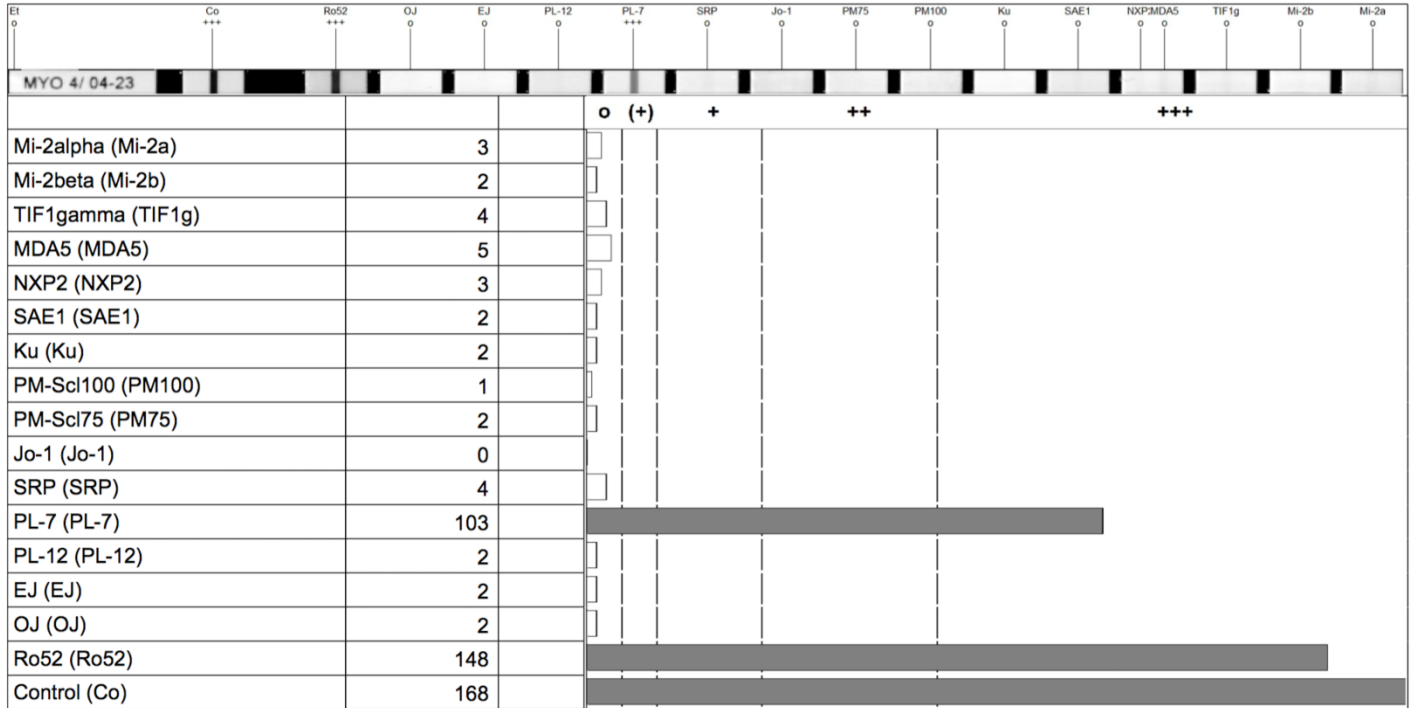 Et Co Ro52 OJ EJ PL-12 PL-7 SRP Jo-1 PM75 PM100 Ku SAE1 NXP2 MDA5 TIF1g Mi-2b Mi-2a
o +++ +++ o o o +++ o o o o o o o o o o o
MYO 4/ 04-23
o (+) + ++ +++
Mi-2alpha (Mi-2a) 3
Mi-2beta (Mi-2b) 2
TIF1gamma (TIF1g) 4
MDA5 (MDA5) 5
NXP2 (NXP2) 3
SAE1 (SAE1) 2
Ku (Ku) 2
PM-Scl100 (PM100) 1
PM-Scl75 (PM75) 2
Jo-1 (Jo-1) 0
SRP (SRP) 4
PL-7 (PL-7) 103
PL-12 (PL-12) 2
EJ (EJ) 2
OJ (OJ) 2
Ro52 (Ro52) 148
Control (Co) 168